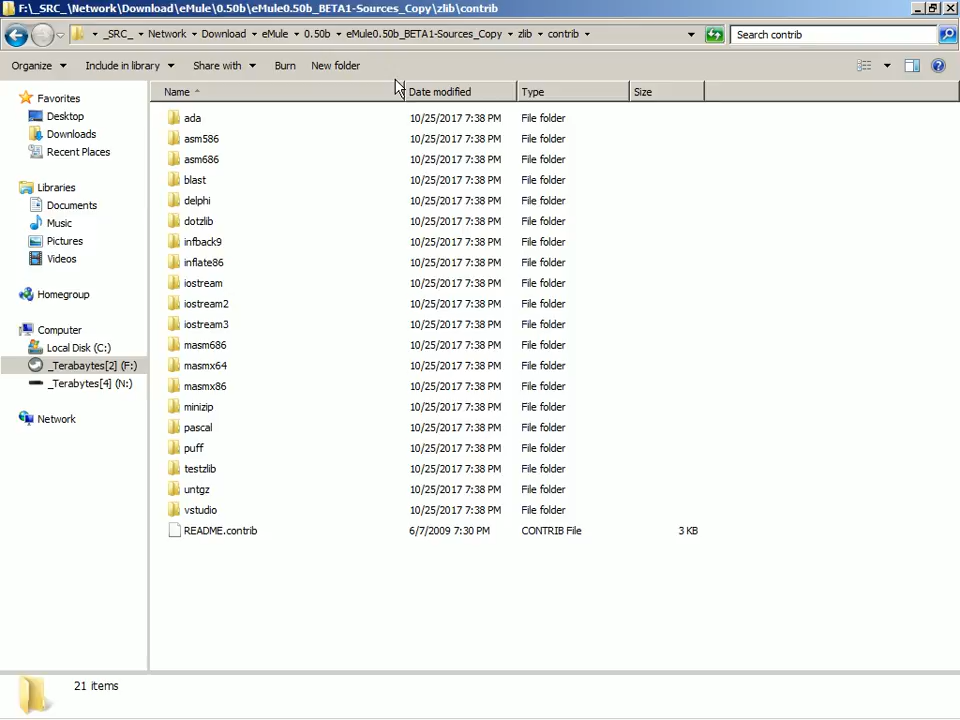 F:\_SRC_\Network\Download\eMule\0.50b\eMule0.50b_BETA1-Sources_Copy\zlib\contrib
_SRC_ Network Download eMule 0.50b eMule0.50b_BETA1-Sources_Copy zlib contrib Search contrib
Organize Include in library Share with Burn New folder
Favorites
Desktop
Downloads
Recent Places
Libraries
Documents
Music
Pictures
Videos
Homegroup
Computer
Local Disk (C:)
_Terabaytes[2] (F:)
_Terabytes[4] (N:)
Network
Name Date modified Type Size
ada 10/25/2017 7:38 PM File folder
asm586 10/25/2017 7:38 PM File folder
asm686 10/25/2017 7:38 PM File folder
blast 10/25/2017 7:38 PM File folder
delphi 10/25/2017 7:38 PM File folder
dotzlib 10/25/2017 7:38 PM File folder
infback9 10/25/2017 7:38 PM File folder
inflate86 10/25/2017 7:38 PM File folder
iostream 10/25/2017 7:38 PM File folder
iostream2 10/25/2017 7:38 PM File folder
iostream3 10/25/2017 7:38 PM File folder
masm686 10/25/2017 7:38 PM File folder
masmx64 10/25/2017 7:38 PM File folder
masmx86 10/25/2017 7:38 PM File folder
minizip 10/25/2017 7:38 PM File folder
pascal 10/25/2017 7:38 PM File folder
puff 10/25/2017 7:38 PM File folder
testzlib 10/25/2017 7:38 PM File folder
untgz 10/25/2017 7:38 PM File folder
vstudio 10/25/2017 7:38 PM File folder
README.contrib 6/7/2009 7:30 PM CONTRIB File 3 KB
21 items